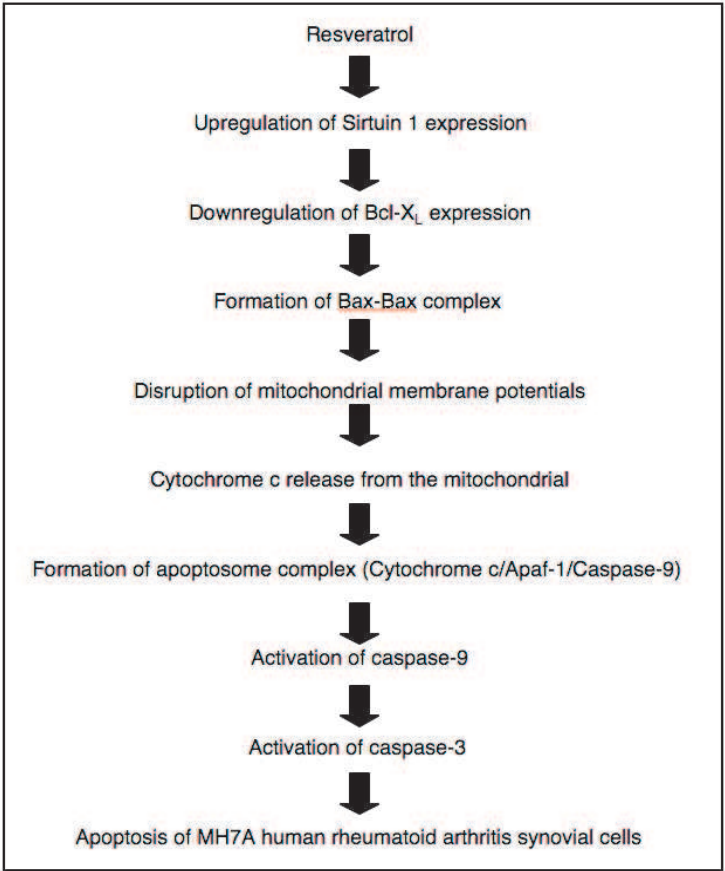 Resveratrol
Upregulation of Sirtuin 1 expression
Downregulation of Bcl-XL expression
Formation of Bax-Bax complex
Disruption of mitochondrial membrane potentials
Cytochrome c release from the mitochondrial
Formation of apoptosome complex (Cytochrome c/Apaf-1/Caspase-9)
Activation of caspase-9
Activation of caspase-3
Apoptosis of MH7A human rheumatoid arthritis synovial cells